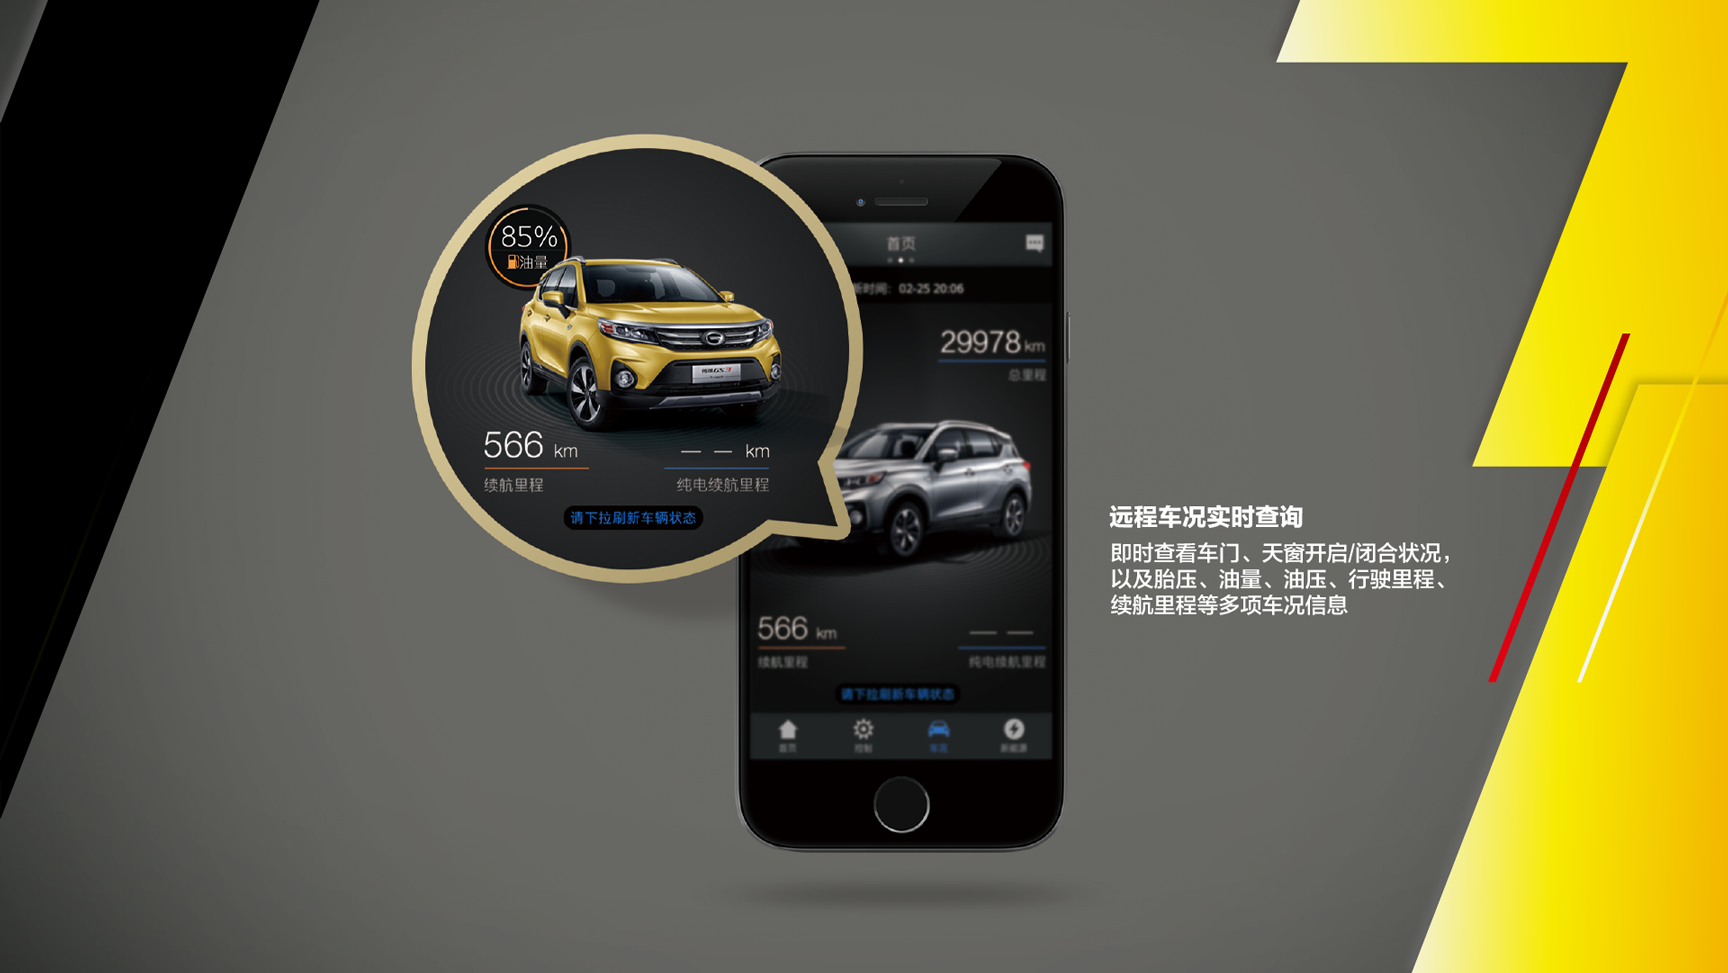 85%
油量
566 km
续航里程
— — km
纯电续航里程
请下拉刷新车辆状态
首页
新时间: 02-25 20:06
29978 km
总里程
566 km
续航里程
— —
纯电续航里程
请下拉刷新车辆状态
首页
控制
车况
新能源
远程车况实时查询
即时查看车门、天窗开启/闭合状况,
以及胎压、油量、油压、行驶里程、
续航里程等多项车况信息